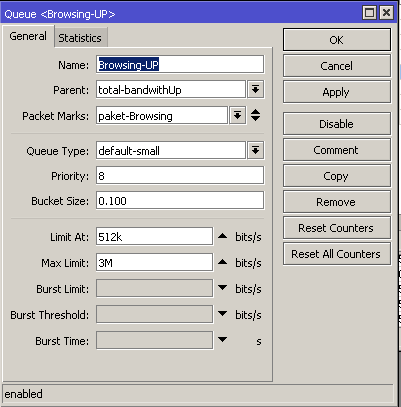 Queue <Browsing-UP>
General
Statistics
Name: Browsing-UP
Parent: total-bandwithUp
Packet Marks: paket-Browsing
Queue Type: default-small
Priority: 8
Bucket Size: 0.100
Limit At: 512k bits/s
Max Limit: 3M bits/s
Burst Limit: bits/s
Burst Threshold: bits/s
Burst Time: s
OK
Cancel
Apply
Disable
Comment
Copy
Remove
Reset Counters
Reset All Counters
enabled